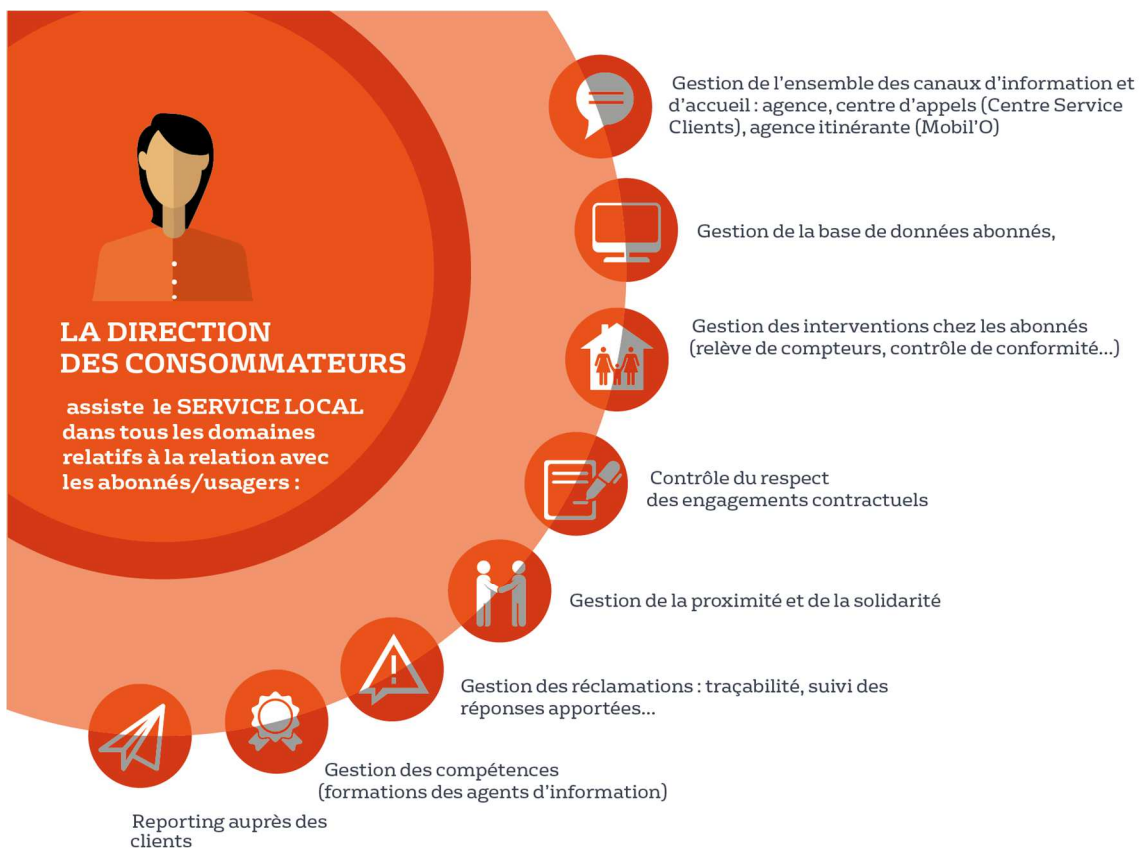 LA DIRECTION
DES CONSOMMATEURS
assiste le SERVICE LOCAL
dans tous les domaines
relatifs à la relation avec
les abonnés/usagers :
Gestion de l'ensemble des canaux d'information et
d'accueil : agence, centre d'appels (Centre Service
Clients), agence itinérante (Mobil'O)
Gestion de la base de données abonnés,
Gestion des interventions chez les abonnés
(relève de compteurs, contrôle de conformité...)
Contrôle du respect
des engagements contractuels
Gestion de la proximité et de la solidarité
Gestion des réclamations : traçabilité, suivi des
réponses apportées...
Gestion des compétences
(formations des agents d'information)
Reporting auprès des
clients